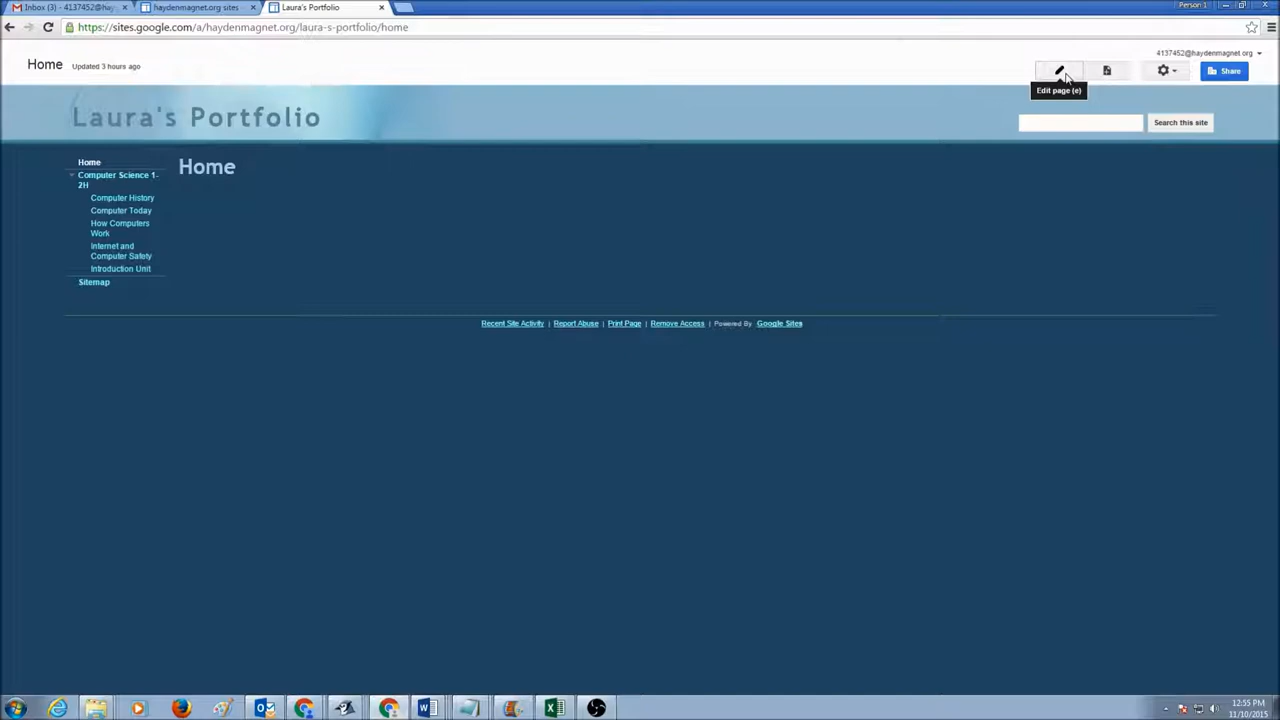 Inbox (3) - 4137452@hay
haydenmagnet.org sites
Laura's Portfolio
Person 1
https://sites.google.com/a/haydenmagnet.org/laura-s-portfolio/home
4137452@haydenmagnet.org
Home
Updated 3 hours ago
Share
Edit page (e)
Laura's Portfolio
Search this site
Home
Home
Computer Science 1-
2H
Computer History
Computer Today
How Computers
Work
Internet and
Computer Safety
Introduction Unit
Sitemap
Recent Site Activity | Report Abuse | Print Page | Remove Access | Powered By Google Sites
12:55 PM
11/10/2015